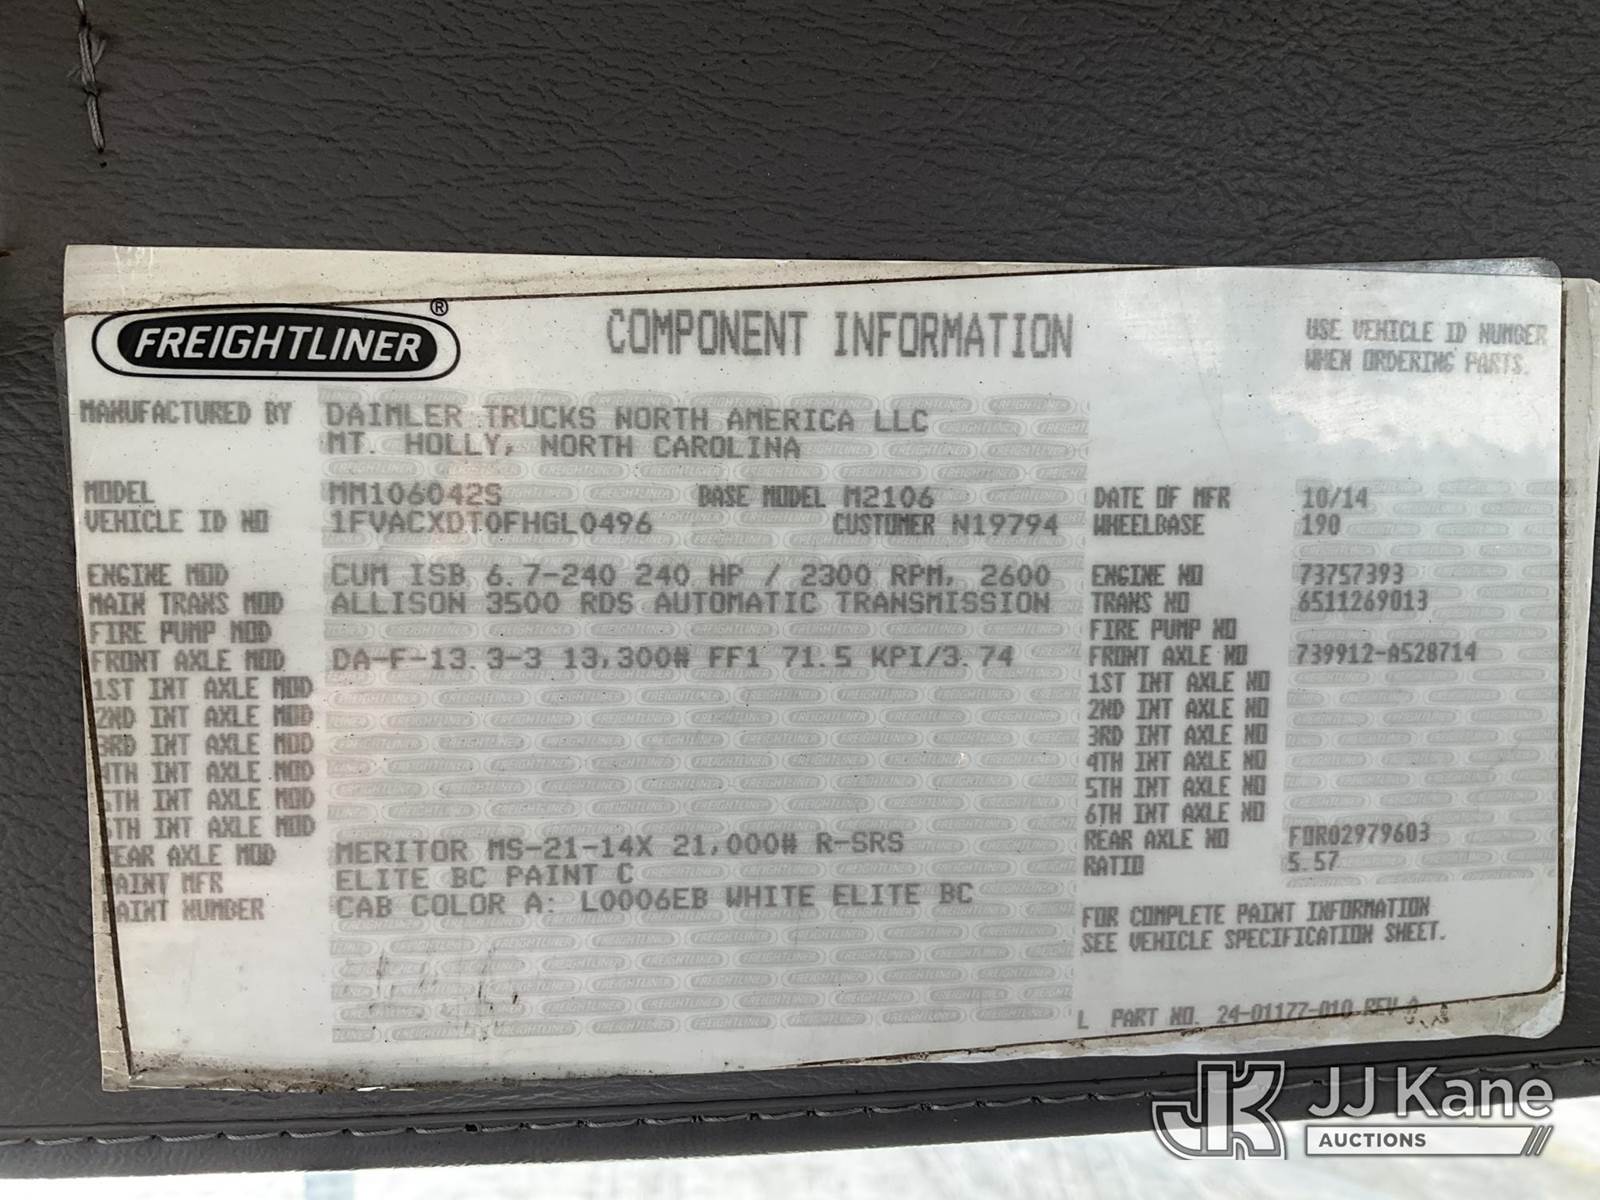 FREIGHTLINER®
COMPONENT INFORMATION
USE VEHICLE ID NUMBER
WHEN ORDERING PARTS.
MANUFACTURED BY DAIMLER TRUCKS NORTH AMERICA LLC
MT. HOLLY, NORTH CAROLINA
MODEL MM106042S BASE MODEL M2106 DATE OF MFR 10/14
VEHICLE ID NO 1FVACXDT0FHGL0496 CUSTOMER N19794 WHEELBASE 190
ENGINE MOD CUM ISB 6.7-240 240 HP / 2300 RPM, 2600 ENGINE NO 73757393
MAIN TRANS MOD ALLISON 3500 RDS AUTOMATIC TRANSMISSION TRANS NO 6511269013
FIRE PUMP MOD FIRE PUMP NO
FRONT AXLE MOD DA-F-13.3-3 13,300# FF1 71.5 KPI/3.74 FRONT AXLE NO 739912-A528714
1ST INT AXLE MOD 1ST INT AXLE NO
2ND INT AXLE MOD 2ND INT AXLE NO
3RD INT AXLE MOD 3RD INT AXLE NO
4TH INT AXLE MOD 4TH INT AXLE NO
TH INT AXLE MOD 5TH INT AXLE NO
TH INT AXLE MOD 6TH INT AXLE NO
EAR AXLE MOD MERITOR MS-21-14X 21,000# R-SRS REAR AXLE NO FOR02979603
PAINT MFR ELITE BC PAINT C RATIO 5.57
PAINT NUMBER CAB COLOR A: L0006EB WHITE ELITE BC
FOR COMPLETE PAINT INFORMATION
SEE VEHICLE SPECIFICATION SHEET.
L PART NO. 24-01177-010 REV A
JK JJ Kane
AUCTIONS